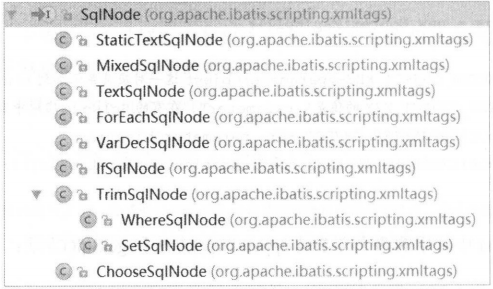 SqlNode (org.apache.ibatis.scripting.xmltags)
StaticTextSqlNode (org.apache.ibatis.scripting.xmltags)
MixedSqlNode (org.apache.ibatis.scripting.xmltags)
TextSqlNode (org.apache.ibatis.scripting.xmltags)
ForEachSqlNode (org.apache.ibatis.scripting.xmltags)
VarDeclSqlNode (org.apache.ibatis.scripting.xmltags)
IfSqlNode (org.apache.ibatis.scripting.xmltags)
TrimSqlNode (org.apache.ibatis.scripting.xmltags)
WhereSqlNode (org.apache.ibatis.scripting.xmltags)
SetSqlNode (org.apache.ibatis.scripting.xmltags)
ChooseSqlNode (org.apache.ibatis.scripting.xmltags)